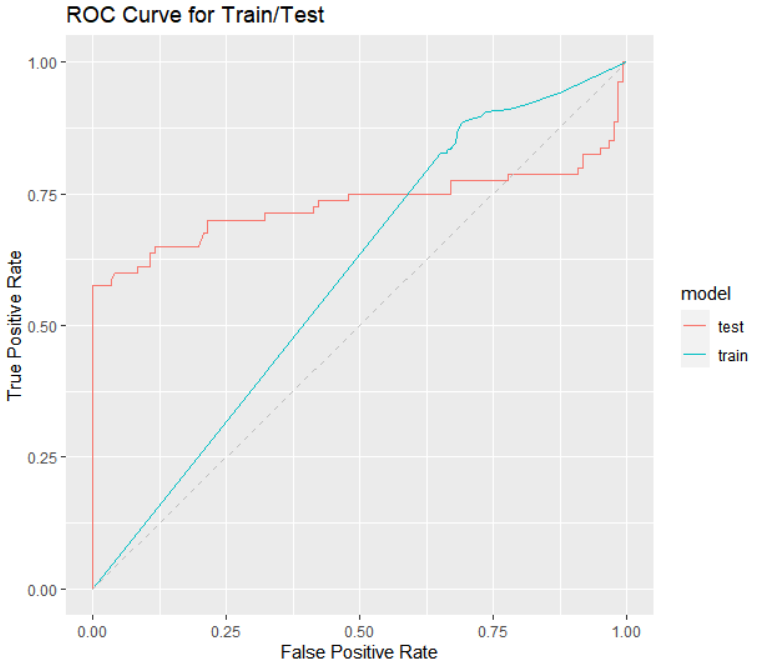 ROC Curve for Train/Test
True Positive Rate
1.00
0.75
0.50
0.25
0.00
0.00 0.25 0.50 0.75 1.00
False Positive Rate
model
test
train